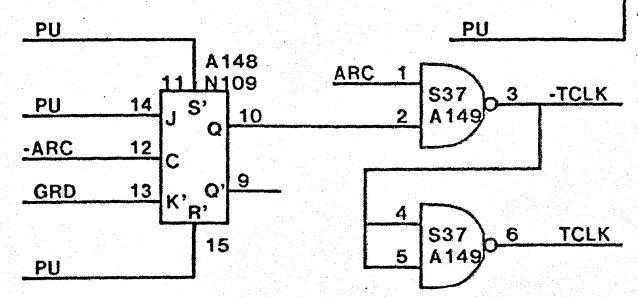 PU
PU
A148
11
N109
ARC
1
S'
PU
14
J
S37
3
-TCLK
Q
10
2
A149
-ARC
12
C
GRD
13
K'
Q'
9
R'
4
S37
6
TCLK
15
5
A149
PU